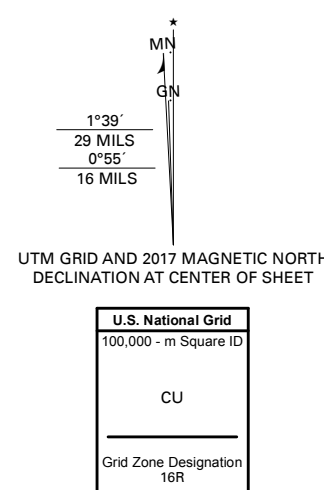 MN
GN
1°39´
29 MILS
0°55´
16 MILS
UTM GRID AND 2017 MAGNETIC NORTH
DECLINATION AT CENTER OF SHEET
U.S. National Grid
100,000 - m Square ID
CU
Grid Zone Designation
16R